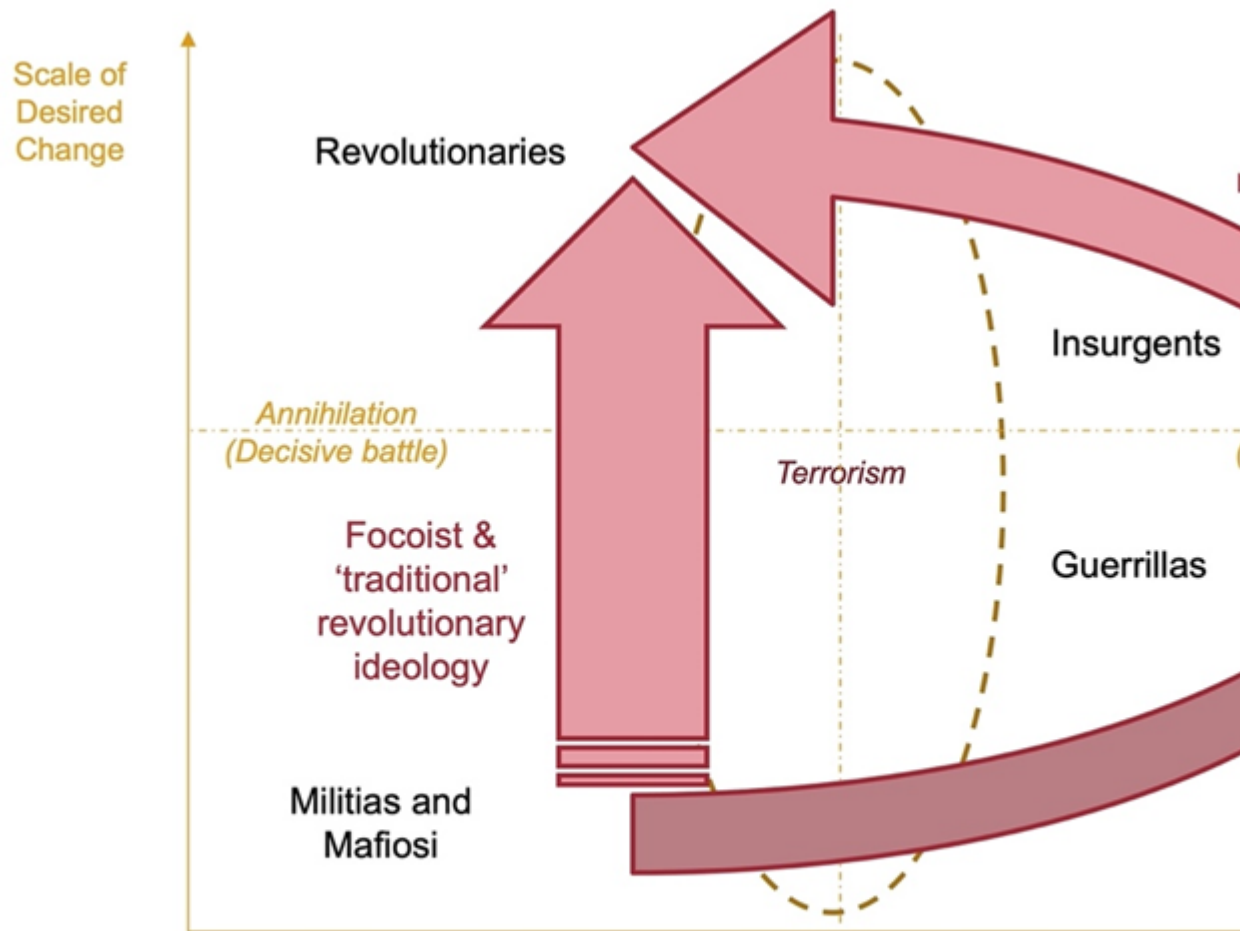 Scale of
Desired
Change
Revolutionaries
Insurgents
Annihilation
(Decisive battle)
Terrorism
Focoist &
‘traditional’
revolutionary
ideology
Guerrillas
Militias and
Mafiosi